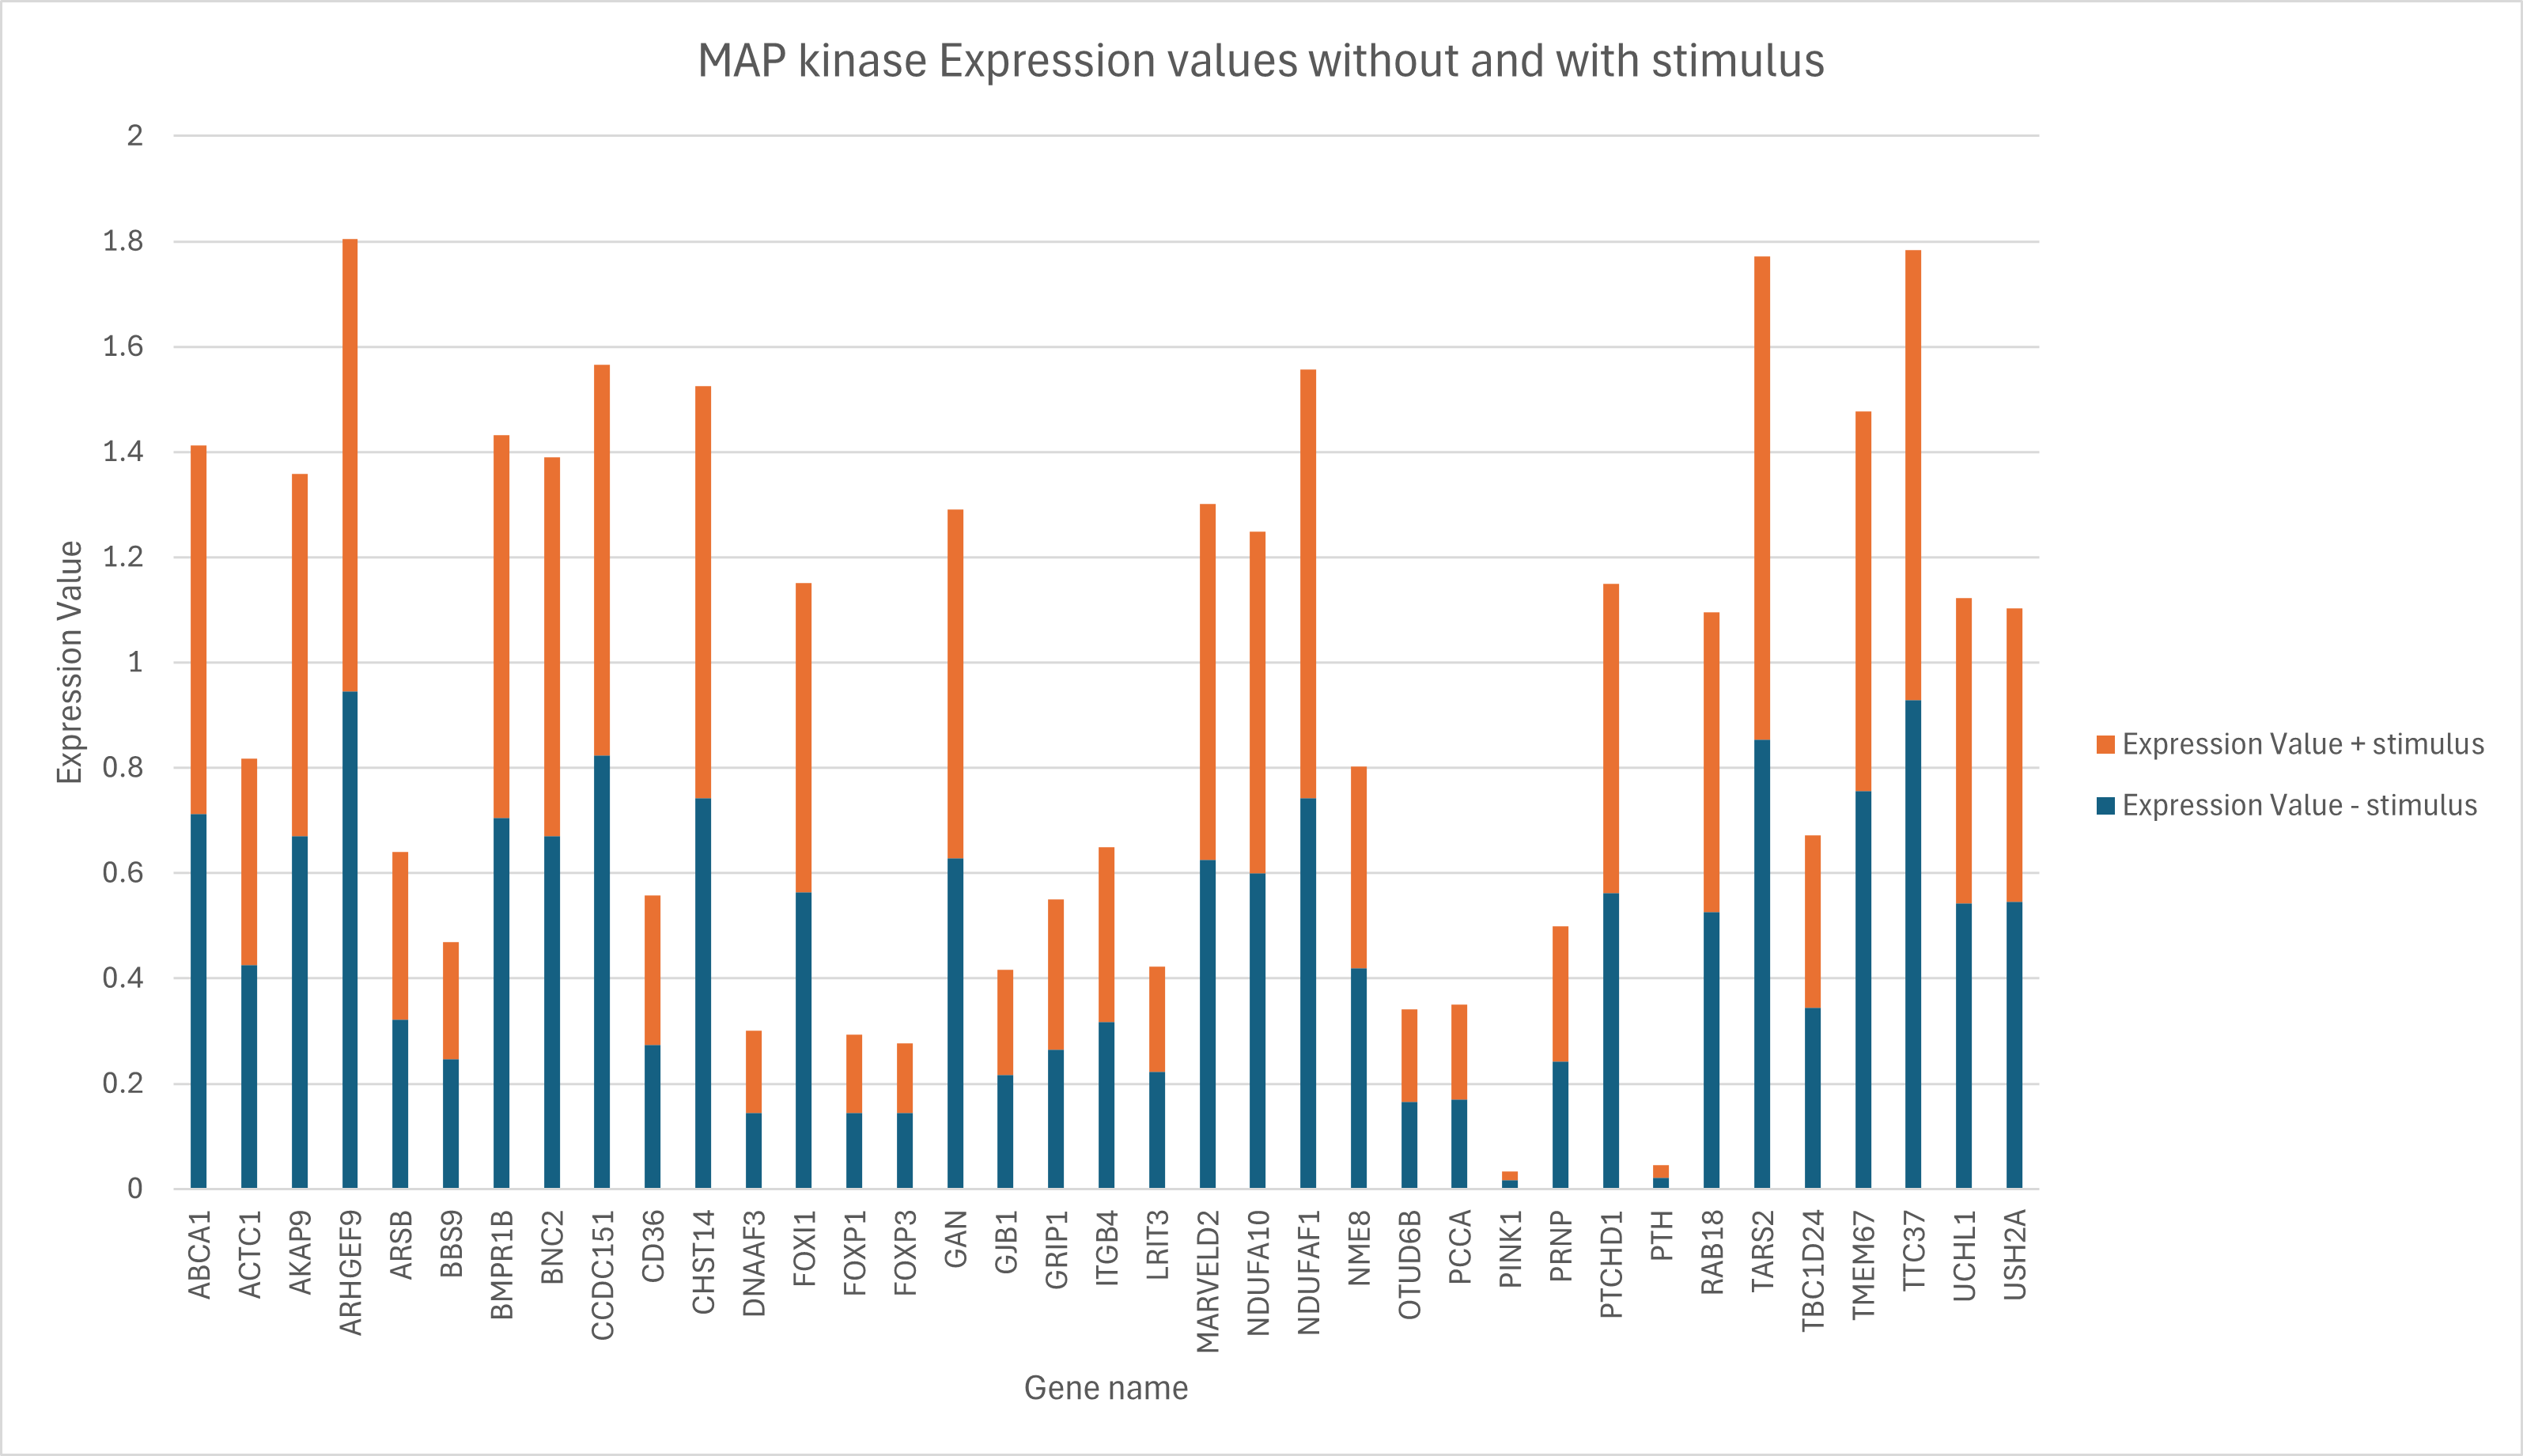 MAP kinase Expression values without and with stimulus
2
1.8
1.6
1.4
1.2
1
0.8
0.6
0.4
0.2
0
Expression Value
ABCA1
ACTC1
AKAP9
ARHGEF9
ARSB
BBS9
BMPR1B
BNC2
CCDC151
CD36
CHST14
DNAAF3
FOXI1
FOXP1
FOXP3
GAN
GJB1
GRIP1
ITGB4
LRIT3
MARVELD2
NDUFA10
NDUFAF1
NME8
OTUD6B
PCCA
PINK1
PRNP
PTCHD1
PTH
RAB18
TARS2
TBC1D24
TMEM67
TTC37
UCHL1
USH2A
Gene name
Expression Value + stimulus
Expression Value - stimulus